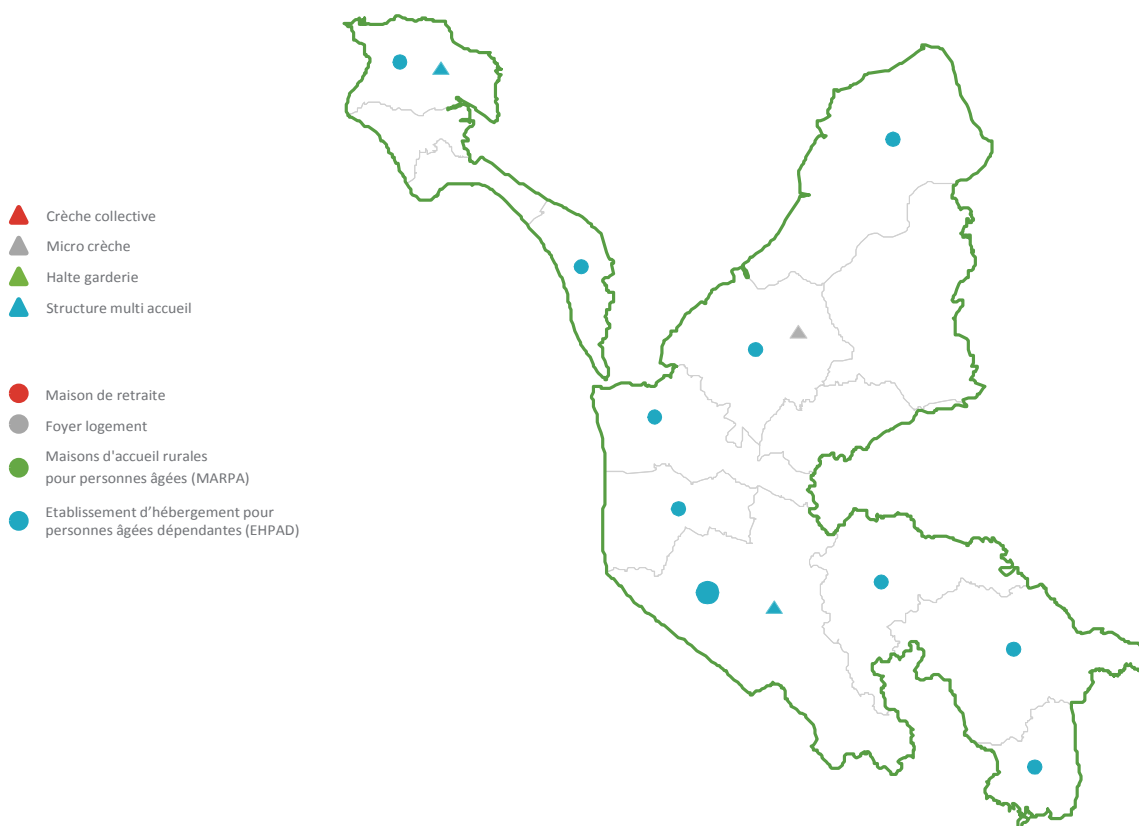 Crèche collective
Micro crèche
Halte garderie
Structure multi accueil
Maison de retraite
Foyer logement
Maisons d'accueil rurales
pour personnes âgées (MARPA)
Etablissement d’hébergement pour
personnes âgées dépendantes (EHPAD)